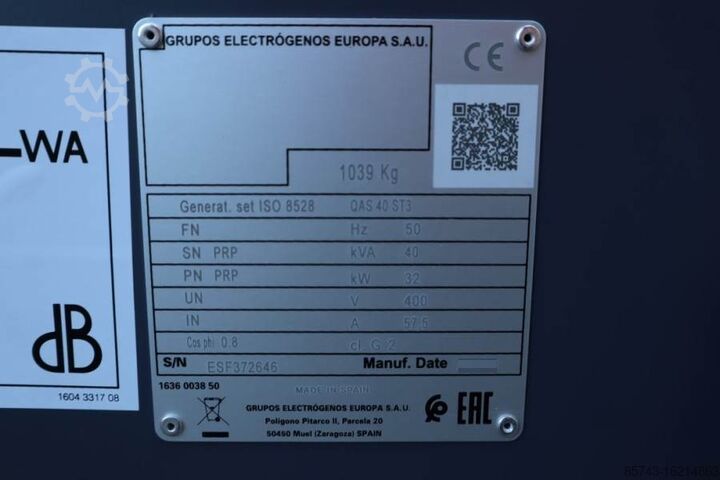 GRUPOS ELECTRÓGENOS EUROPA S.A.U.
CE
1039 Kg
Generat. set ISO 8528 QAS 40 ST3
FN Hz 50
SN PRP kVA 40
PN PRP kW 32
UN V 400
IN A 57.5
Cos phi 0.8 cl. G 2
S/N ESF372646 Manuf. Date
1636 0038 50
MADE IN SPAIN
GRUPOS ELECTRÓGENOS EUROPA S.A.U.
Polígono Pitarco II, Parcela 20
50450 Muel (Zaragoza) SPAIN
EAC
WA
dB
1604 3317 08
85743-16214862